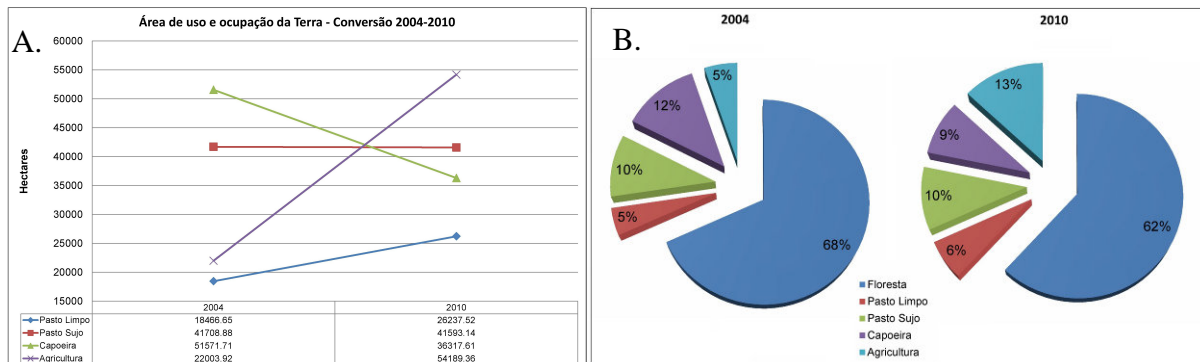 A.
Área de uso e ocupação da Terra - Conversão 2004-2010
Hectares
60000
55000
50000
45000
40000
35000
30000
25000
20000
15000
2004 2010
Pasto Limpo 18466.65 26237.52
Pasto Sujo 41708.88 41593.14
Capoeira 51571.71 36317.61
Agricultura 22003.92 54189.36
B.
2004
5%
12%
10%
5%
68%
2010
13%
9%
10%
6%
62%
Floresta
Pasto Limpo
Pasto Sujo
Capoeira
Agricultura